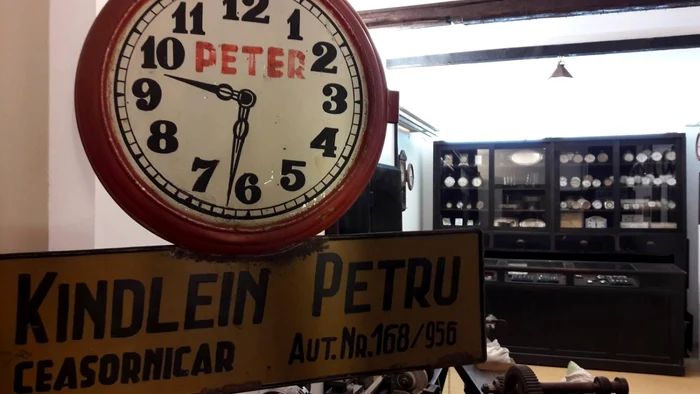 12
11 1
10 PETER 2
9 3
8 4
7 5
6
KINDLEIN PETRU
CEASORNICAR AUT.NR.168/956